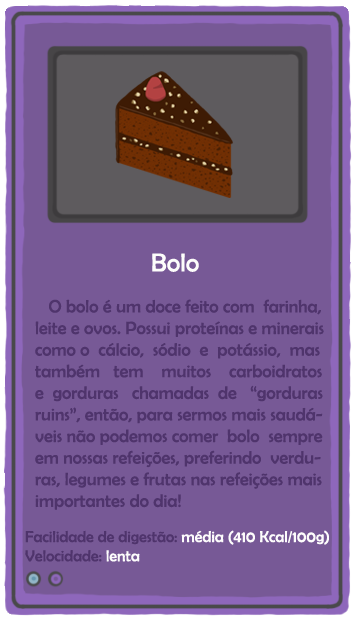 Bolo
O bolo é um doce feito com farinha,
leite e ovos. Possui proteínas e minerais
como o cálcio, sódio e potássio, mas
também tem muitos carboidratos
e gorduras chamadas de "gorduras
ruins", então, para sermos mais saudá-
veis não podemos comer bolo sempre
em nossas refeições, preferindo verdu-
ras, legumes e frutas nas refeições mais
importantes do dia!
Facilidade de digestão: média (410 Kcal/100g)
Velocidade: lenta